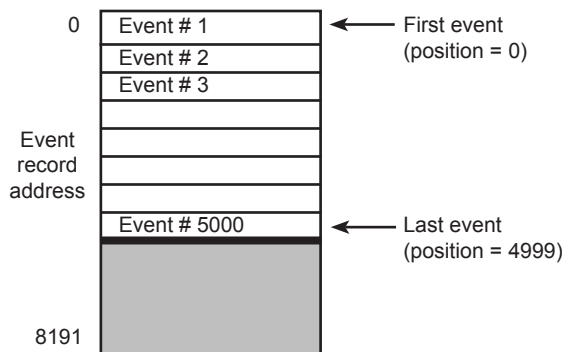 0
Event # 1
First event
(position = 0)
Event # 2
Event # 3
Event
record
address
Event # 5000
Last event
(position = 4999)
8191